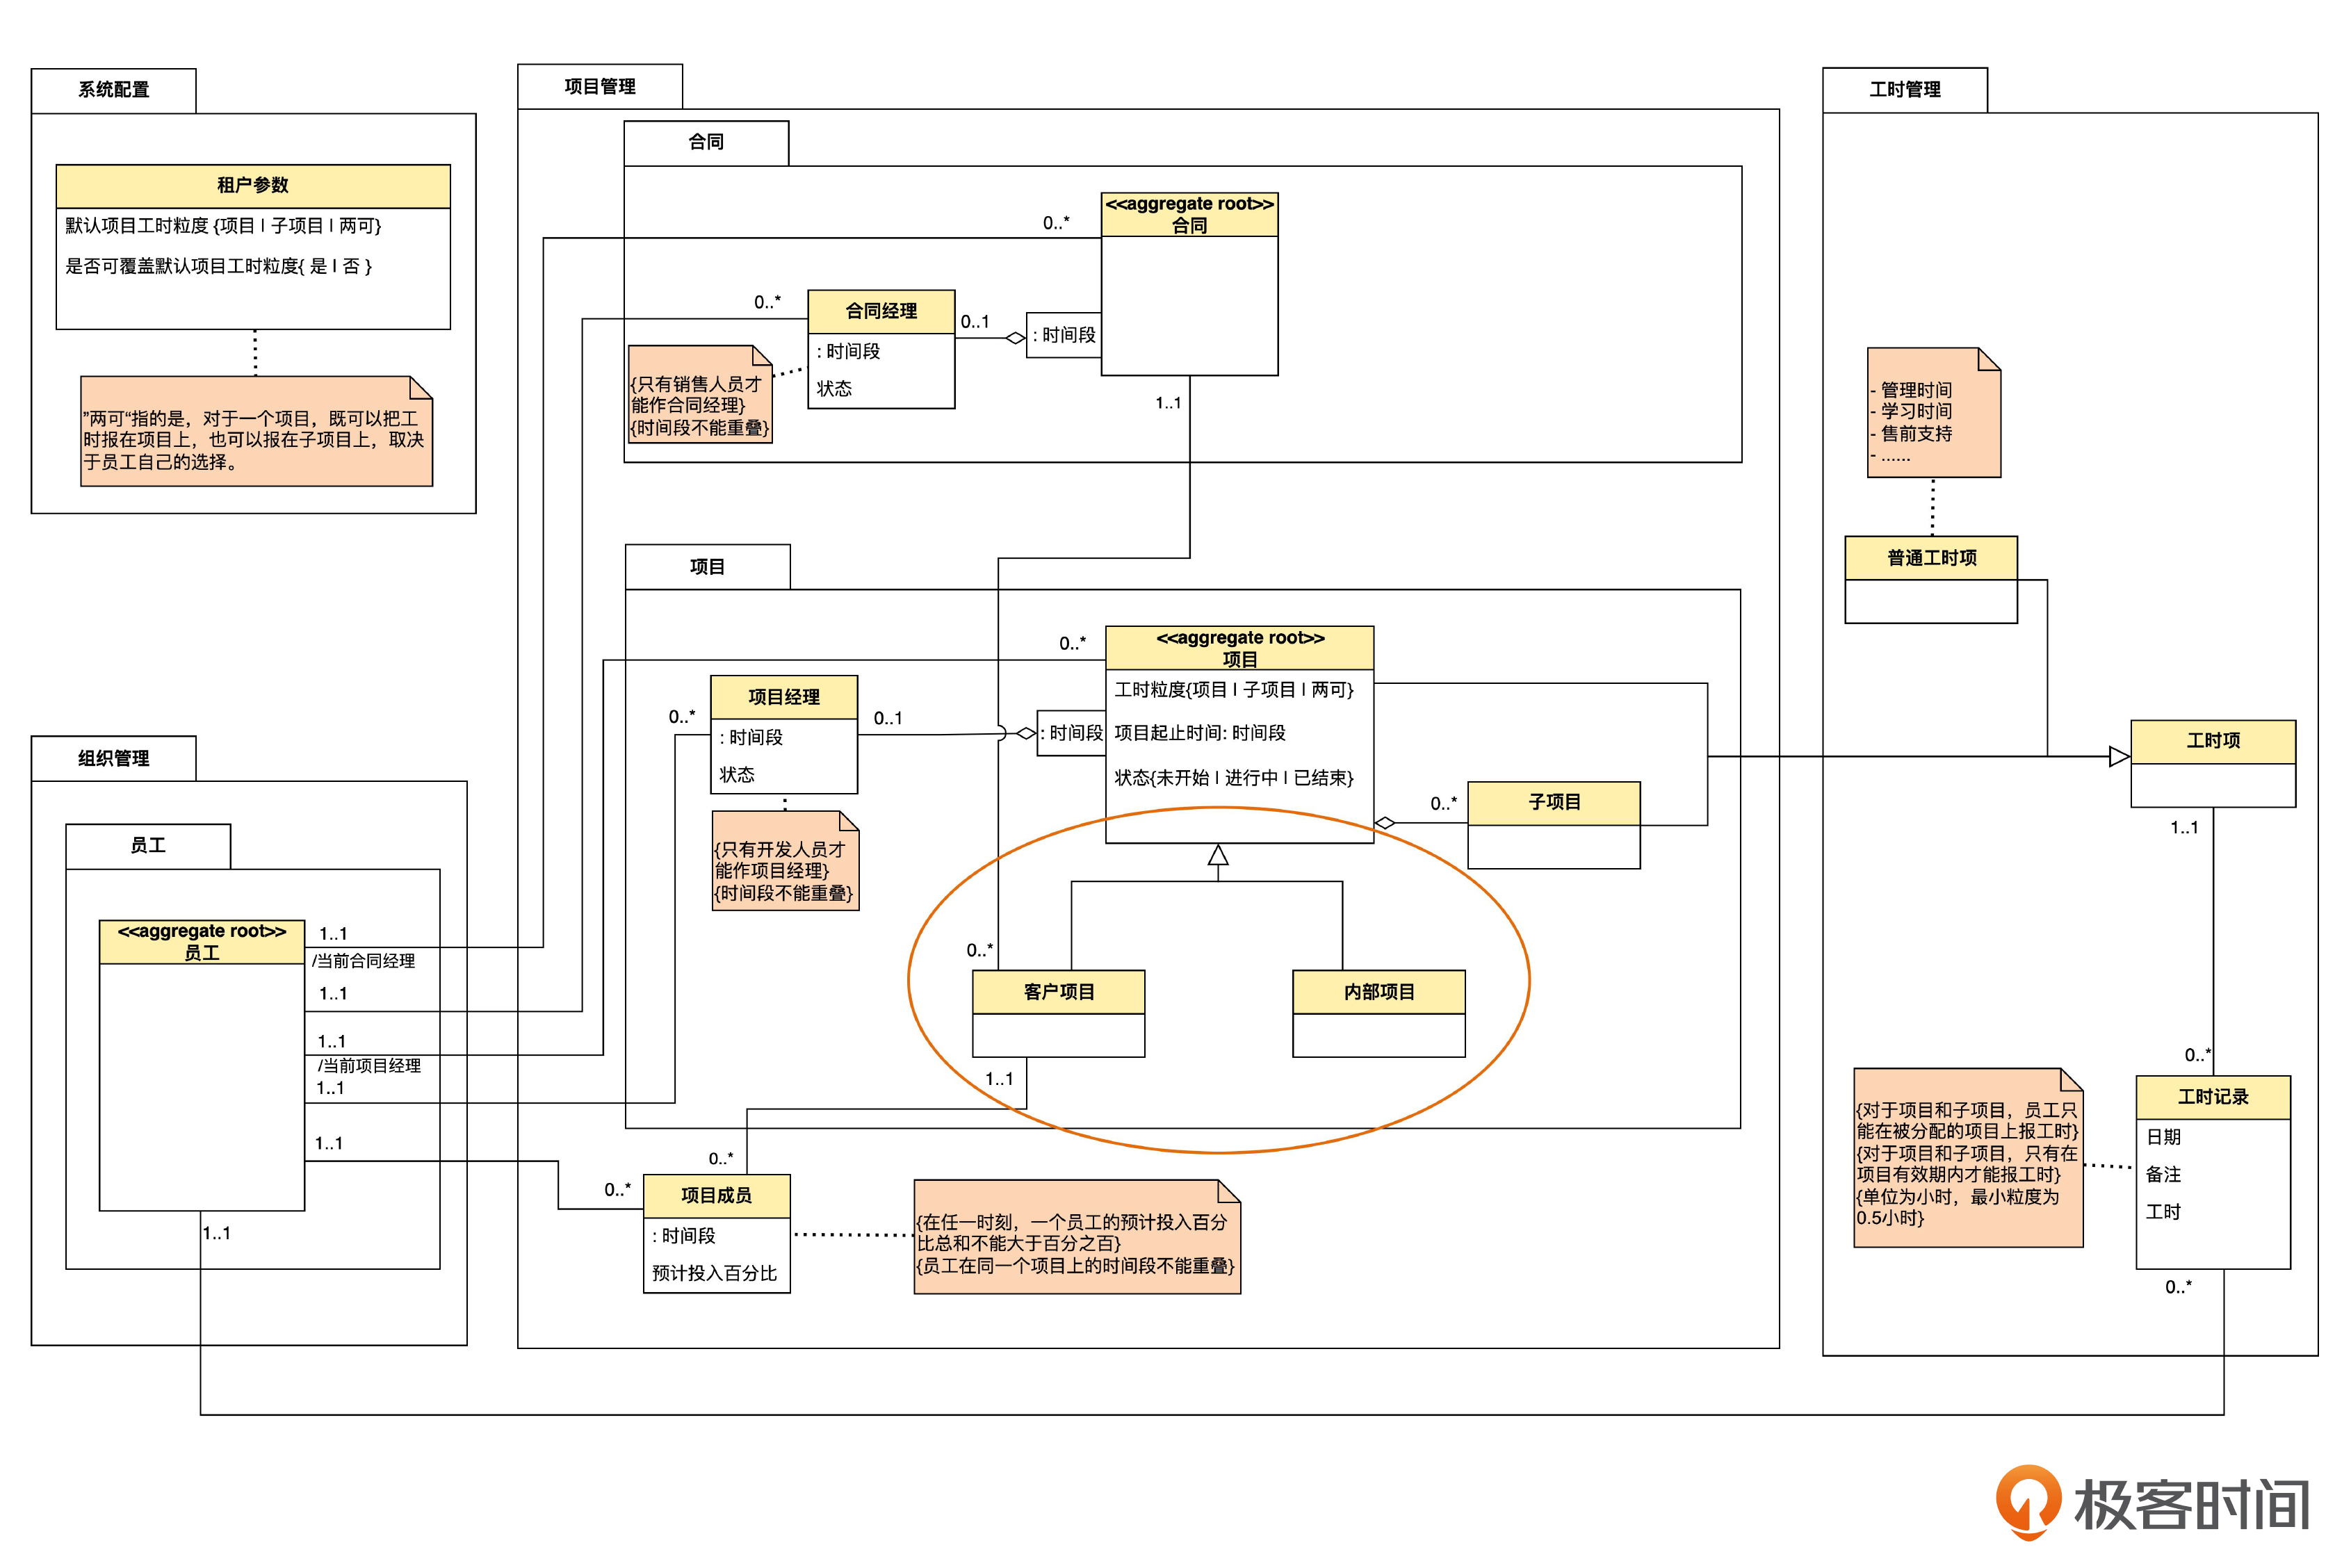 系统配置
租户参数
默认项目工时粒度 {项目 | 子项目 | 两可}
是否可覆盖默认项目工时粒度{ 是 | 否 }
”两可“指的是，对于一个项目，既可以把工
时报在项目上，也可以报在子项目上，取决
于员工自己的选择。
组织管理
员工
<<aggregate root>>
员工
1..1
/当前合同经理
1..1
1..1
/当前项目经理
1..1
1..1
1..1
项目管理
合同
<<aggregate root>>
合同
0..*
: 时间段
0..1
0..*
合同经理
: 时间段
状态
{只有销售人员才
能作合同经理}
{时间段不能重叠}
1..1
项目
<<aggregate root>>
项目
工时粒度{项目 | 子项目 | 两可}
项目起止时间: 时间段
状态{未开始 | 进行中 | 已结束}
0..*
: 时间段
0..1
0..*
项目经理
: 时间段
状态
{只有开发人员才
能作项目经理}
{时间段不能重叠}
0..*
子项目
0..*
客户项目
内部项目
1..1
0..*
0..*
项目成员
: 时间段
预计投入百分比
{在任一时刻，一个员工的预计投入百分
比总和不能大于百分之百}
{员工在同一个项目上的时间段不能重叠}
工时管理
- 管理时间
- 学习时间
- 售前支持
- ......
普通工时项
工时项
1..1
0..*
工时记录
日期
备注
工时
{对于项目和子项目，员工只
能在被分配的项目上报工时}
{对于项目和子项目，只有在
项目有效期内才能报工时}
{单位为小时，最小粒度为
0.5小时}
0..*
极客时间